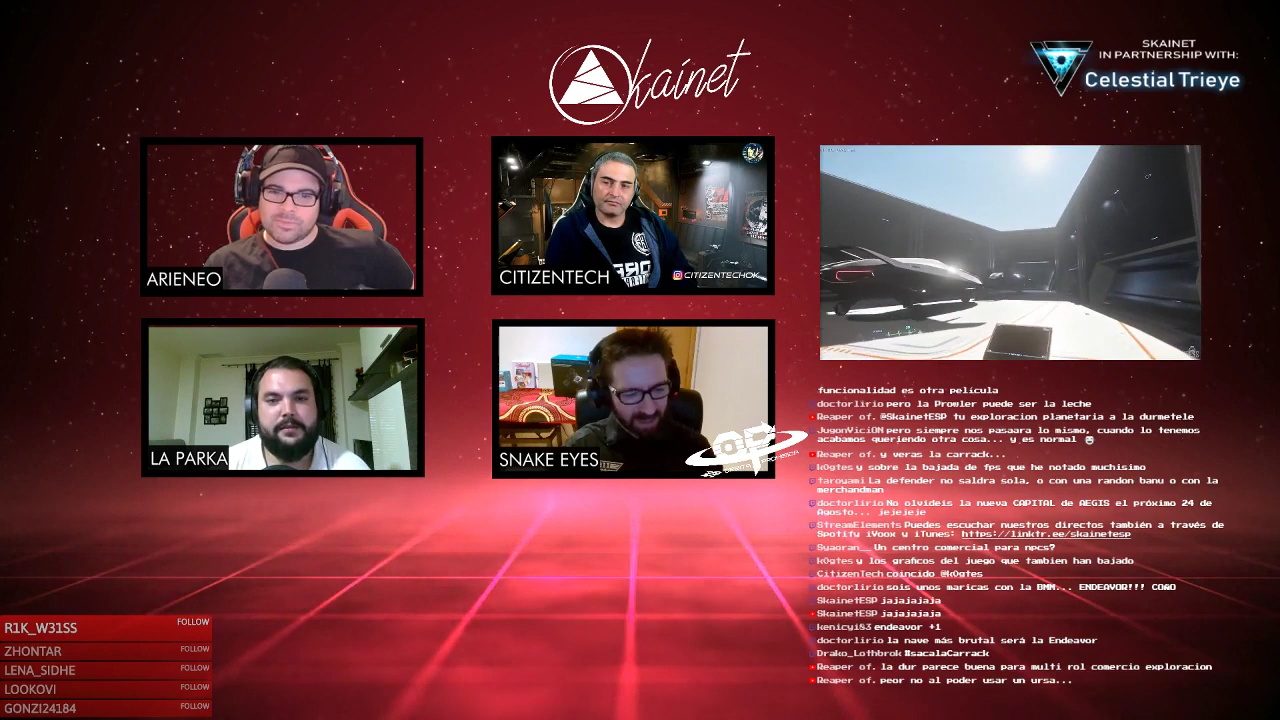 kainet
SKAINET
IN PARTNERSHIP WITH:
Celestial Trieye
ARIENEO
CITIZENTECH
CITIZENTECHOK
LA PARKA
SNAKE EYES
funcionalidad es otra película
doctorlirio pero la Prowler puede ser la leche
Reaper of. @SkainetESP tu exploracion planetaria a la durmetele
JugonViciON pero siempre nos pasaara lo mismo, cuando lo tenemos
acabamos queriendo otra cosa... y es normal
Reaper of. y veras la carrack...
k0gtes y sobre la bajada de fps que he notado muchisimo
taroyami La defender no saldra sola, o con una randon banu o con la
merchandman
doctorlirio No olvideis la nueva CAPITAL de AEGIS el próximo 24 de
Agosto... jejejeje
StreamElements Puedes escuchar nuestros directos también a través de
Spotify iVoox y iTunes: https://linktr.ee/skainetesp
Syaoran__ Un centro comercial para npcs?
k0gtes y los graficos del juego que tambien han bajado
CitizenTech coincido @k0gtes
doctorlirio sois unos maricas con la BMM... ENDEAVOR!!! COÑO
SkainetESP jajajajaja
SkainetESP jajajajaja
kenicyi83 endeavor +1
doctorlirio la nave más brutal será la Endeavor
Drako_Lothbrok #sacalaCarrack
Reaper of. la dur parece buena para multi rol comercio exploracion
Reaper of. peor no al poder usar un ursa...
R1K_W31SS FOLLOW
ZHONTAR FOLLOW
LENA_SIDHE FOLLOW
LOOKOVI FOLLOW
GONZI24184 FOLLOW